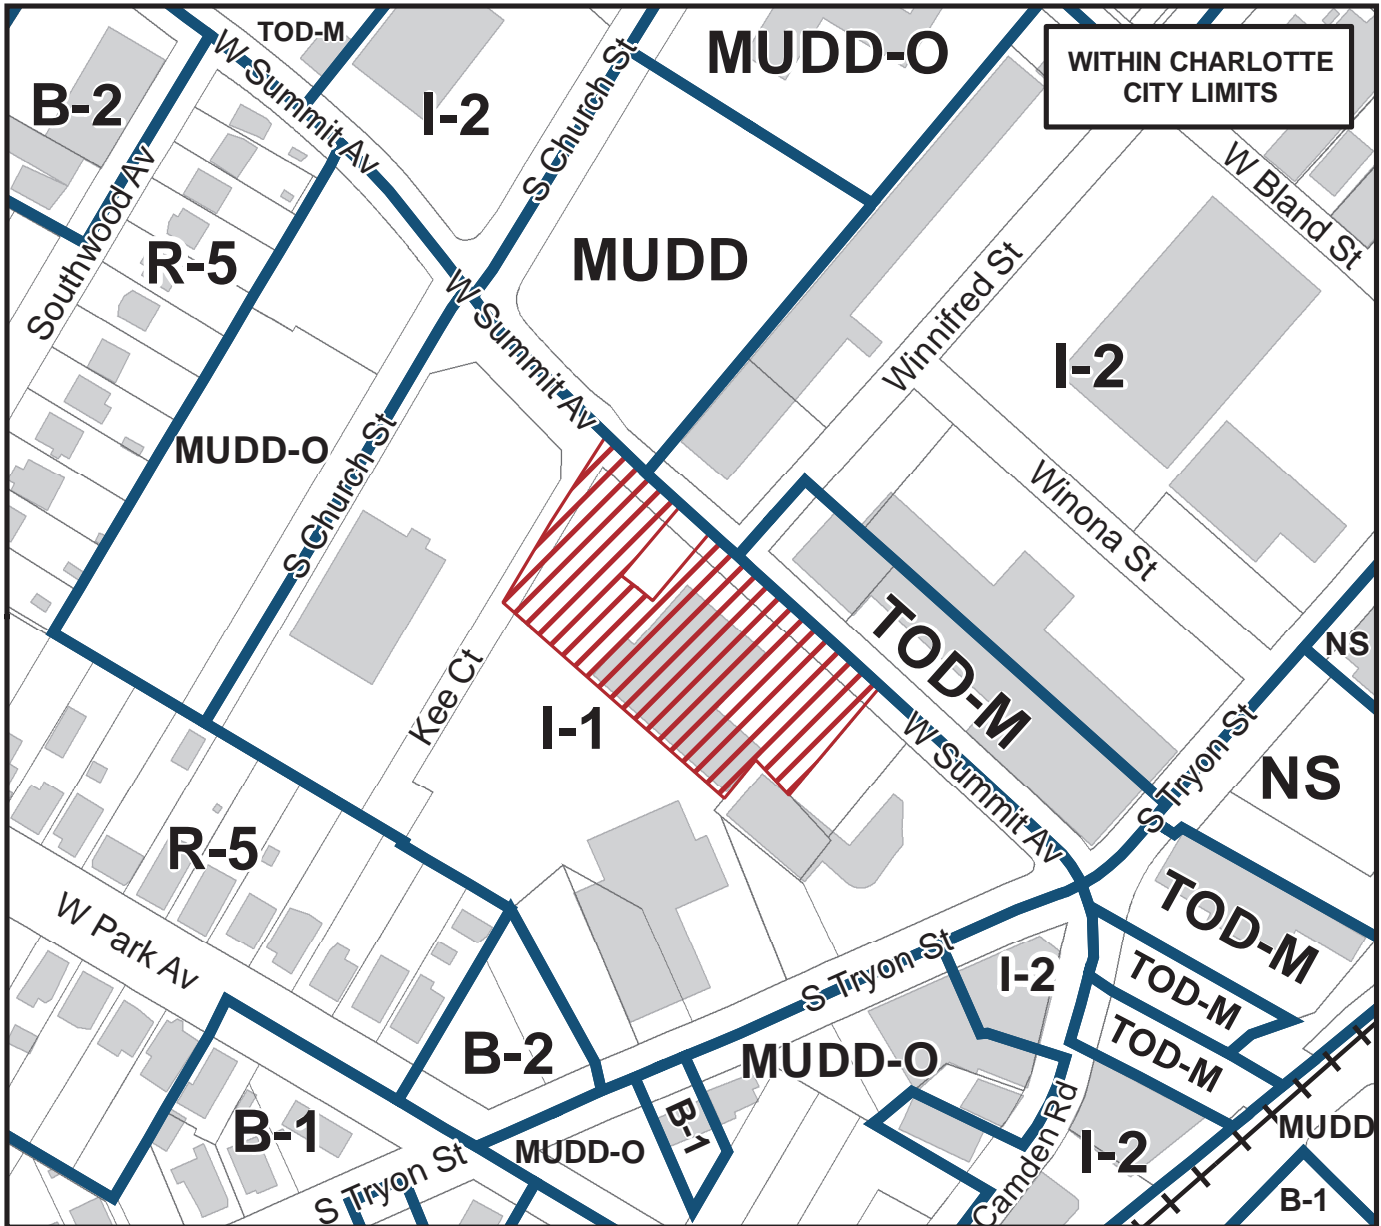 TOD-M
MUDD-O
WITHIN CHARLOTTE
CITY LIMITS
B-2
W Summit Av
I-2
S Church St
W Bland St
Southwood Av
R-5
MUDD
W Summit Av
Winnifred St
I-2
MUDD-O
S Church St
Winona St
TOD-M
NS
Kee Ct
I-1
W Summit Av
S Tryon St
NS
R-5
W Park Av
TOD-M
S Tryon St
I-2
TOD-M
B-2
MUDD-O
TOD-M
B-1
B-1
MUDD-O
Camden Rd
I-2
MUDD
S Tryon St
B-1